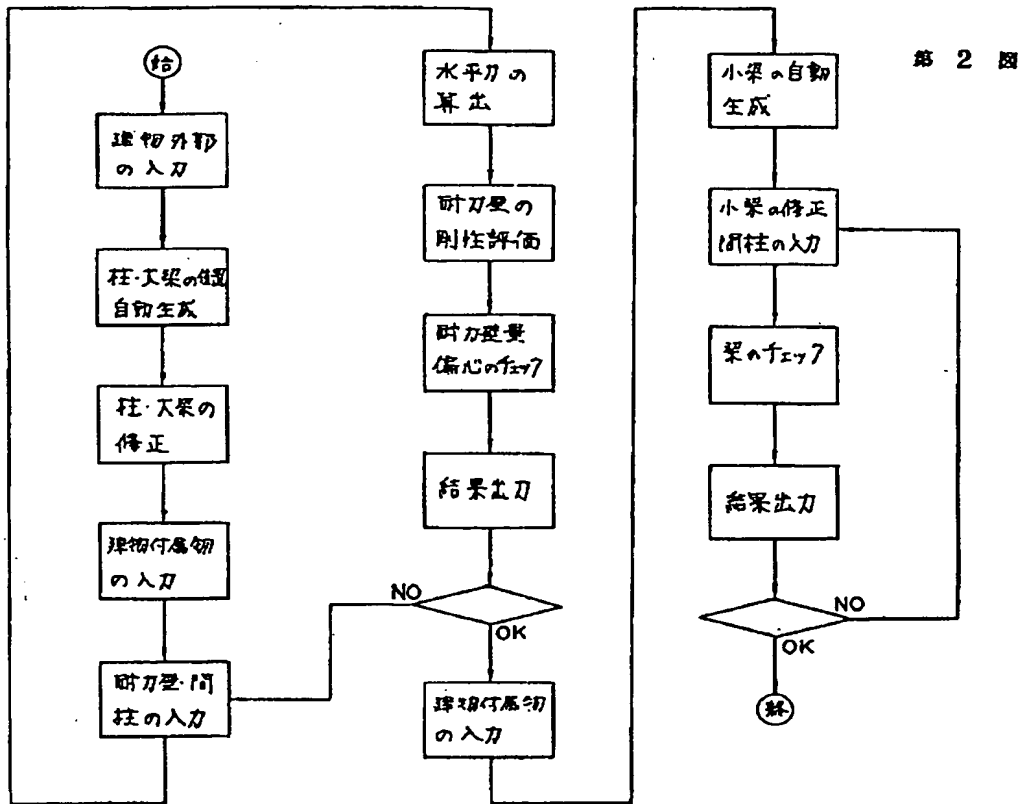 第 2 図
始
建物外郭
の入力
柱・大梁の位置
自動生成
柱・大梁の
修正
建物付属物
の入力
耐力壁・間
柱の入力
水平力の
算出
耐力壁の
剛性評価
耐力壁量
偏心のチェック
結果出力
NO
OK
建物付属物
の入力
小梁の自動
生成
小梁の修正
間柱の入力
梁のチェック
結果出力
NO
OK
終